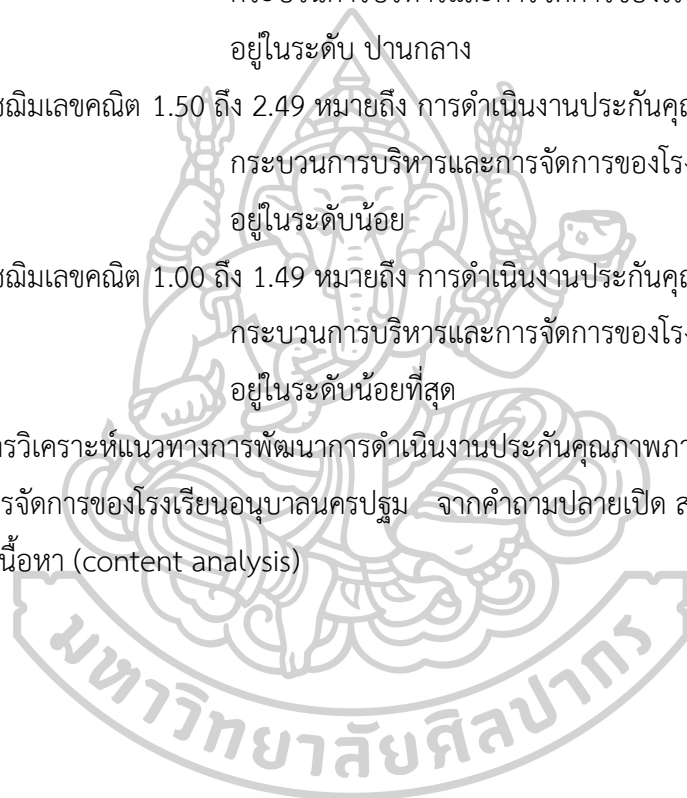 อยู่ในระดับ ปานกลาง
ชฌิมเลขคณิต 1.50 ถึง 2.49 หมายถึง การดำเนินงานประกันคุณ
กระบวนการบริหารและการจัดการของโรง
อยู่ในระดับน้อย
ชฌิมเลขคณิต 1.00 ถึง 1.49 หมายถึง การดำเนินงานประกันคุณ
กระบวนการบริหารและการจัดการของโรง
อยู่ในระดับน้อยที่สุด
ารวิเคราะห์แนวทางการพัฒนาการดำเนินงานประกันคุณภาพภา
รจัดการของโรงเรียนอนุบาลนครปฐม จากคำถามปลายเปิด ส
นื้อหา (content analysis)
มหาวิทยาลัยศิลปากร